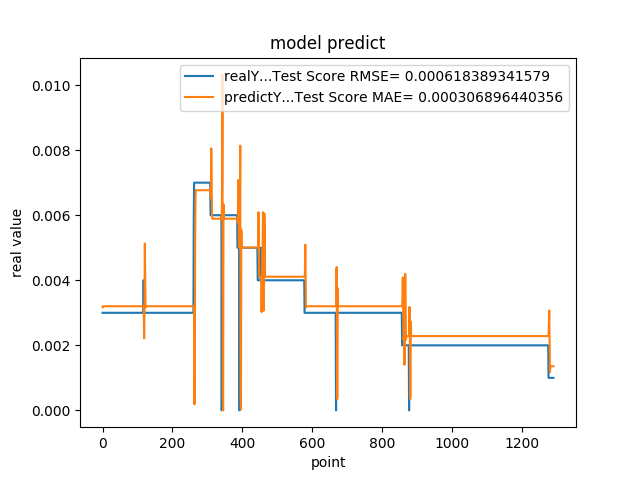 model predict
realY...Test Score RMSE= 0.000618389341579
predictY...Test Score MAE= 0.000306896440356
real value
0.010
0.008
0.006
0.004
0.002
0.000
0 200 400 600 800 1000 1200
point